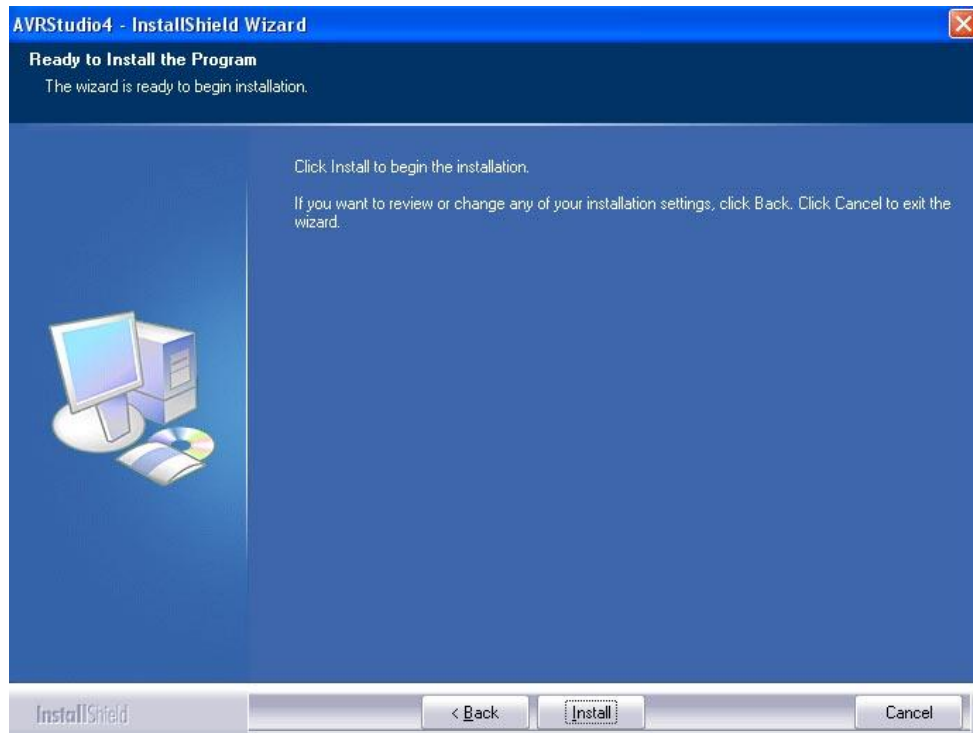 AVRStudio4 - InstallShield Wizard
Ready to Install the Program
The wizard is ready to begin installation.
Click Install to begin the installation.
If you want to review or change any of your installation settings, click Back. Click Cancel to exit the
wizard.
InstallShield
< Back
Install
Cancel